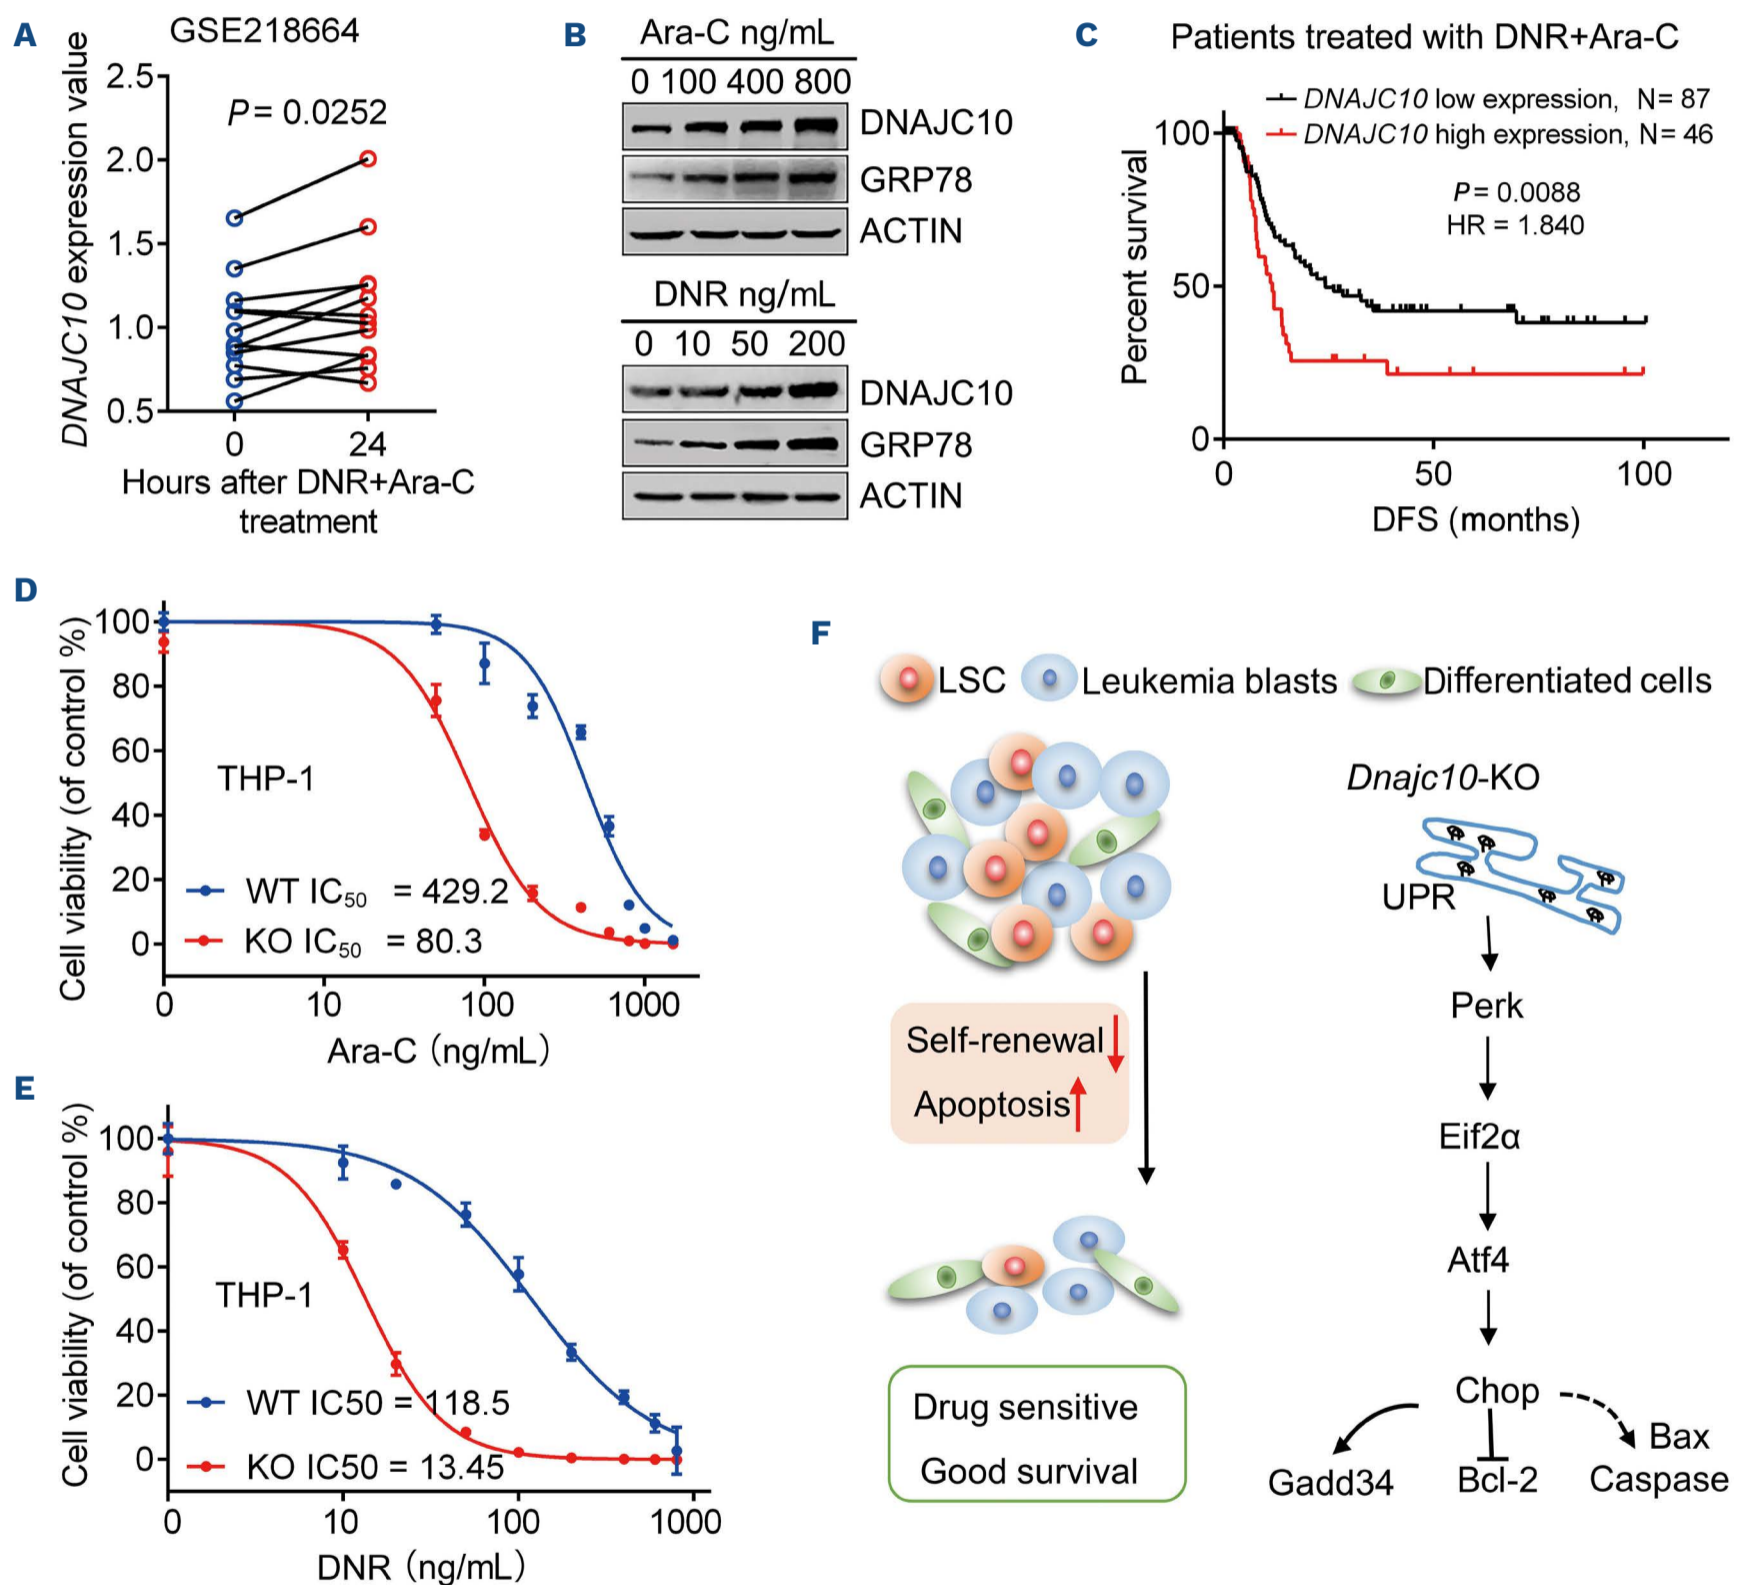 A
GSE218664
DNAJC10 expression value
2.5
2.0
1.5
1.0
0.5
P = 0.0252
0 24
Hours after DNR+Ara-C
treatment
B
Ara-C ng/mL
0 100 400 800
DNAJC10
GRP78
ACTIN
DNR ng/mL
0 10 50 200
DNAJC10
GRP78
ACTIN
C
Patients treated with DNR+Ara-C
DNAJC10 low expression, N= 87
DNAJC10 high expression, N= 46
P = 0.0088
HR = 1.840
Percent survival
100
50
0
0 50 100
DFS (months)
D
Cell viability (of control %)
100
80
60
40
20
0
THP-1
WT IC₅₀ = 429.2
KO IC₅₀ = 80.3
0 10 100 1000
Ara-C (ng/mL)
E
Cell viability (of control %)
100
80
60
40
20
0
THP-1
WT IC50 = 118.5
KO IC50 = 13.45
0 10 100 1000
DNR (ng/mL)
F
LSC Leukemia blasts Differentiated cells
Self-renewal
Apoptosis
Drug sensitive
Good survival
Dnajc10-KO
UPR
Perk
Eif2α
Atf4
Chop
Gadd34
Bcl-2
Bax
Caspase